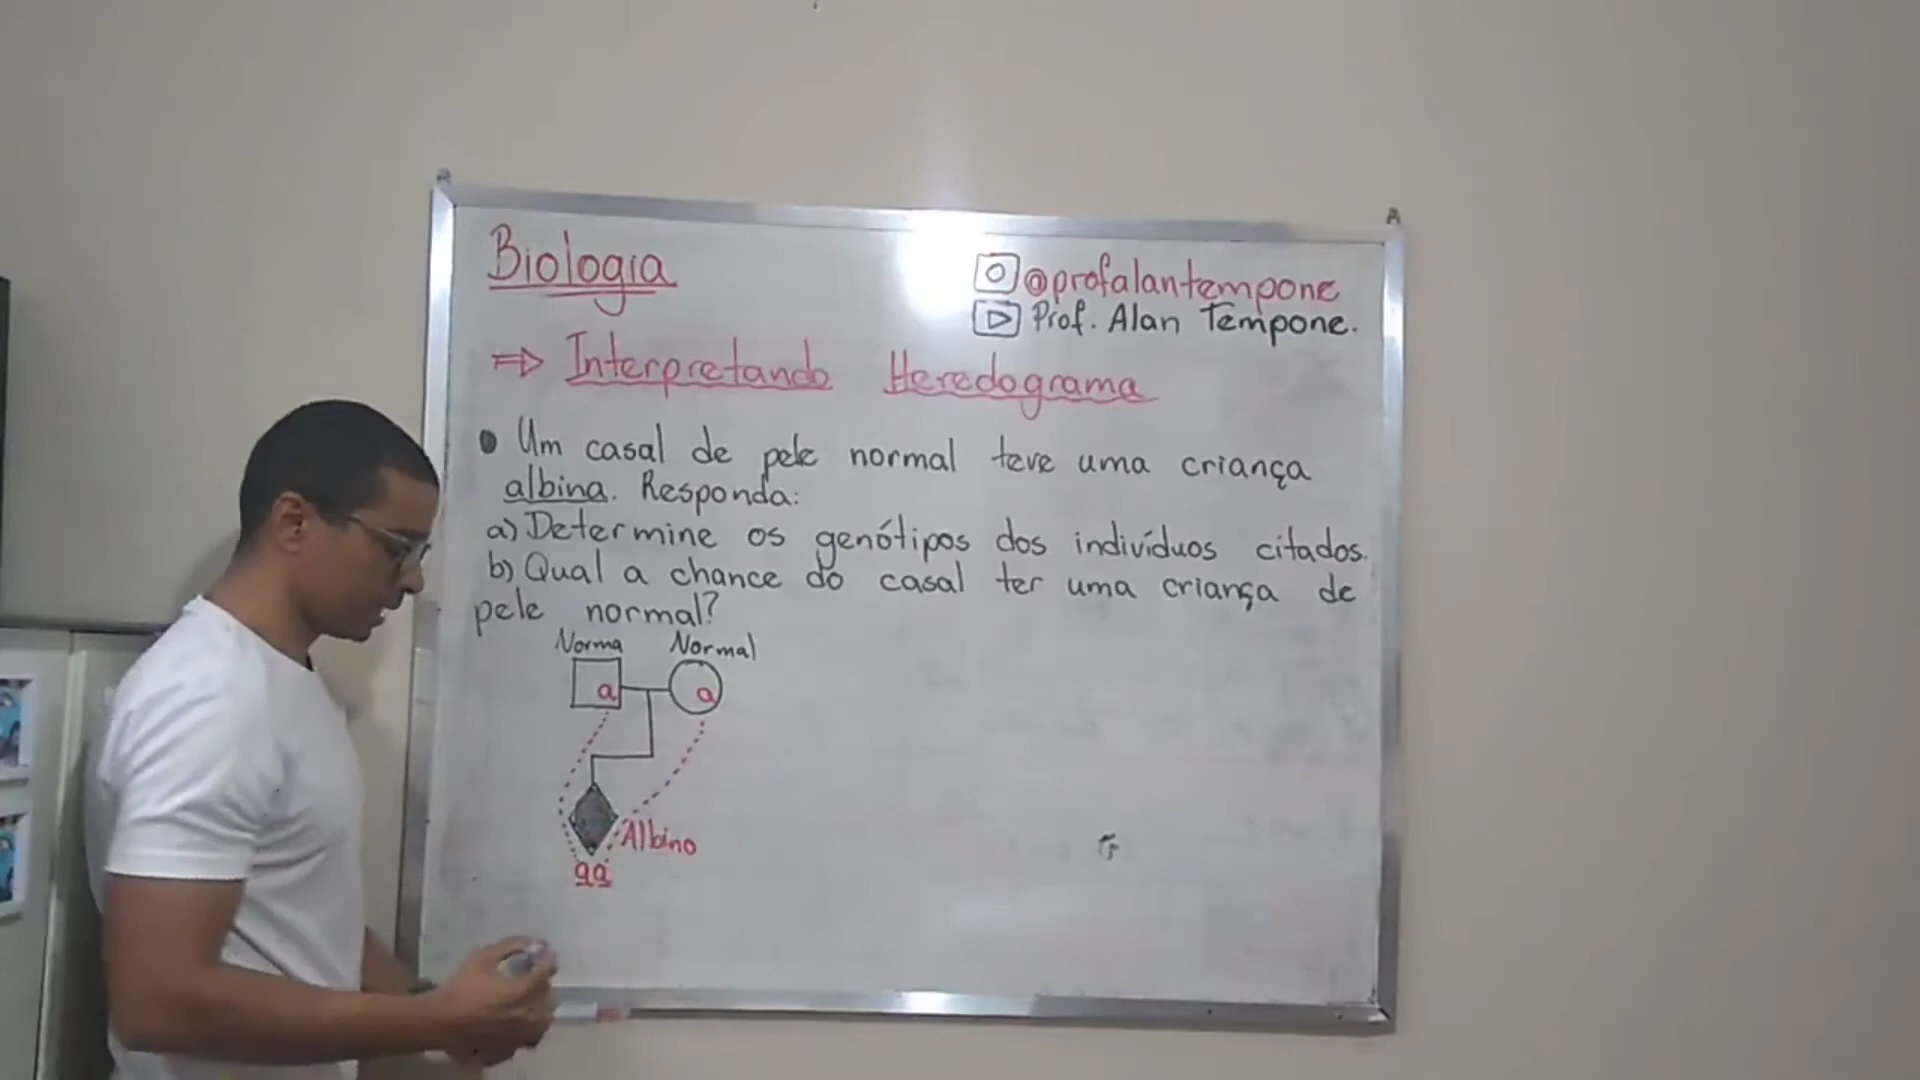 Biologia
@profalantempone
Prof. Alan Tempone.
⇒ Interpretando Heredograma
• Um casal de pele normal teve uma criança
albina. Responda:
a) Determine os genótipos dos indivíduos citados.
b) Qual a chance do casal ter uma criança de
pele normal?
Norma Normal
a a
Albino
aa